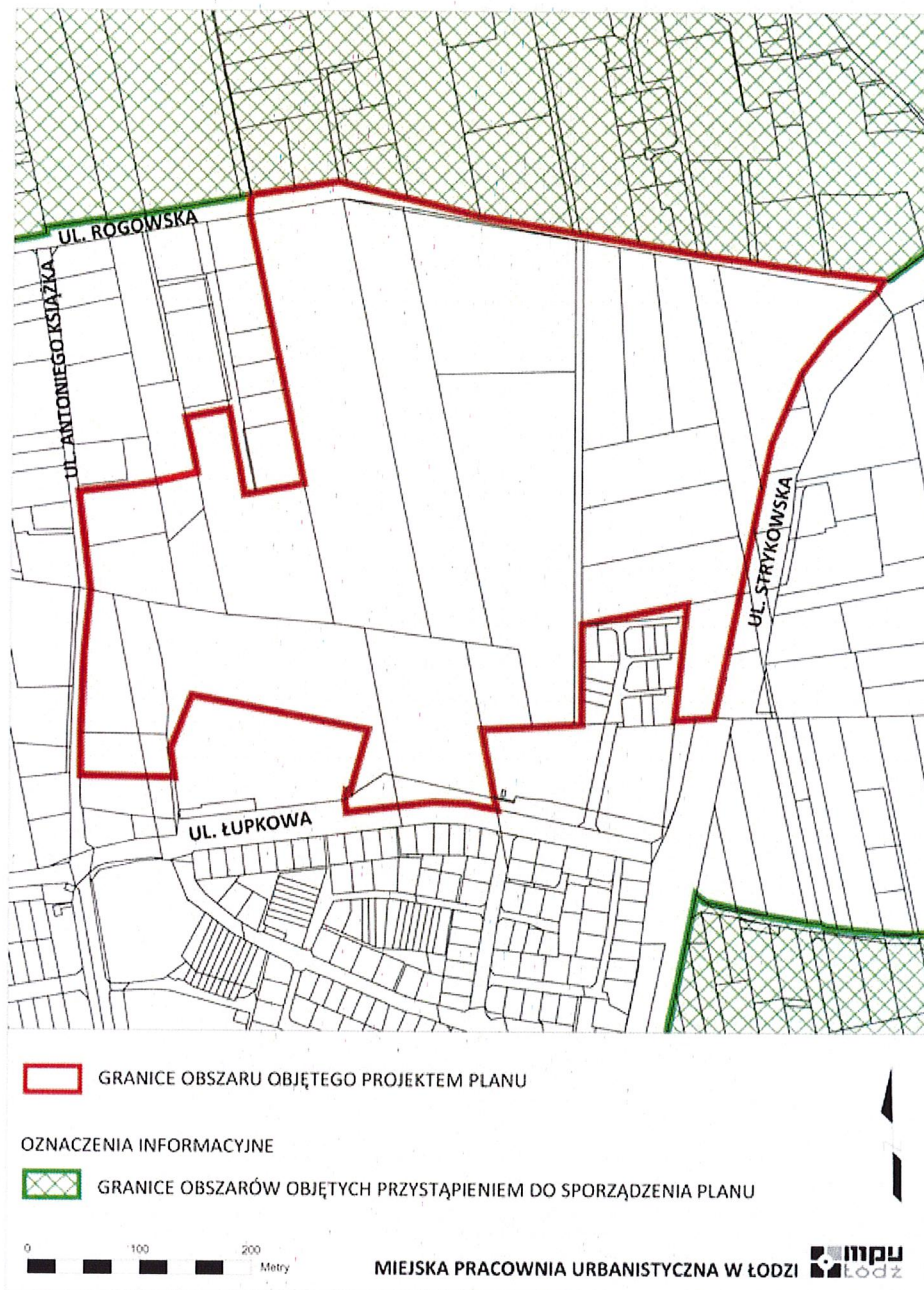 UL. ROGOWSKA
UL. ANTONIEGO KSIĄŻKA
UL. STRYKOWSKA
UL. ŁUPKOWA
GRANICE OBSZARU OBJĘTEGO PROJEKTEM PLANU
OZNACZENIA INFORMACYJNE
GRANICE OBSZARÓW OBJĘTYCH PRZYSTĄPIENIEM DO SPORZĄDZENIA PLANU
0 100 200
Metry
MIEJSKA PRACOWNIA URBANISTYCZNA W ŁODZI
mpu
Łódź